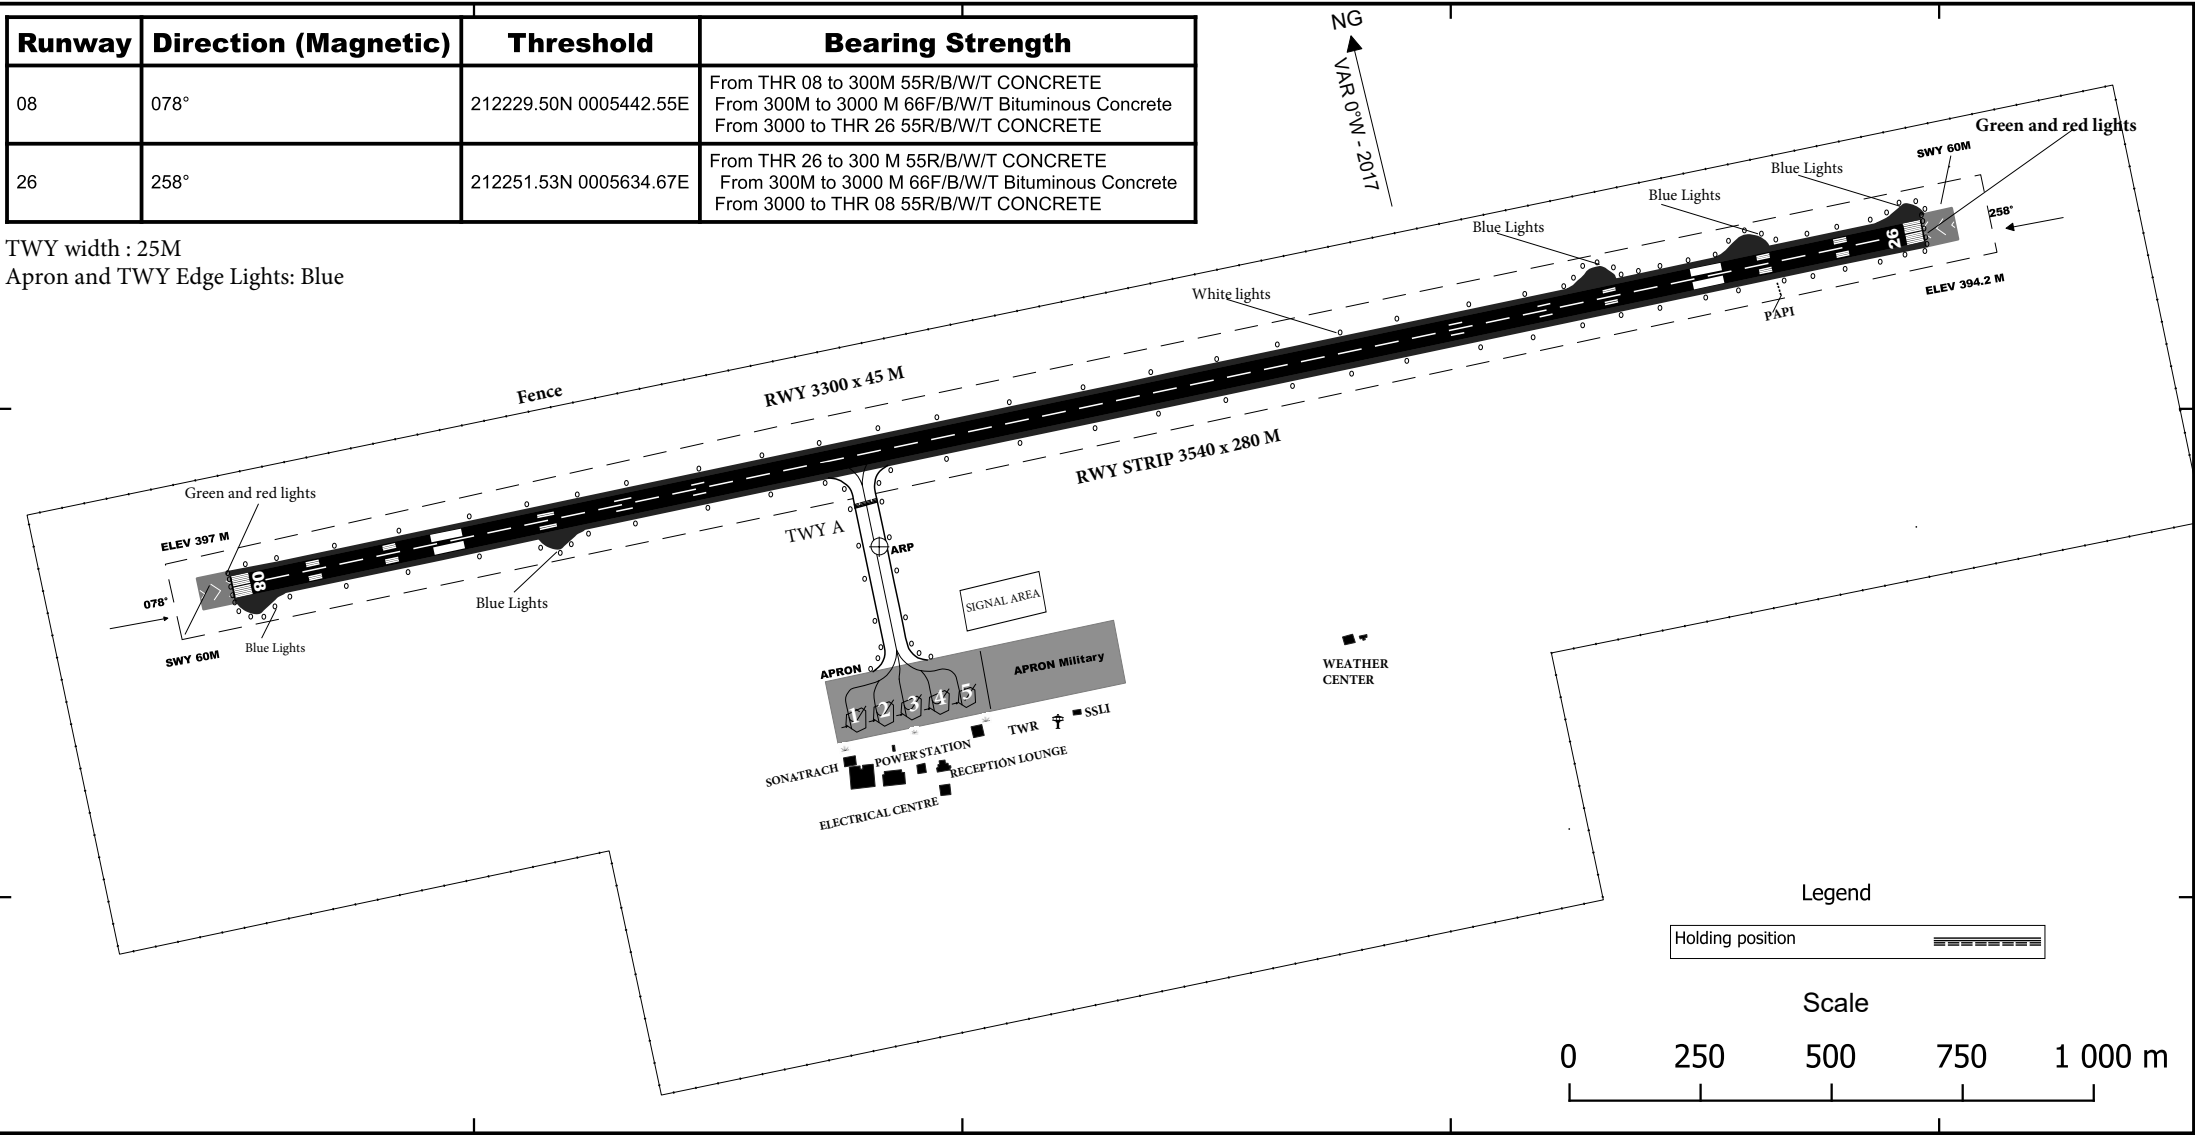 Runway Direction (Magnetic) Threshold Bearing Strength
08 078° 212229.50N 0005442.55E
From THR 08 to 300M 55R/B/W/T CONCRETE
From 300M to 3000 M 66F/B/W/T Bituminous Concrete
From 3000 to THR 26 55R/B/W/T CONCRETE
26 258° 212251.53N 0005634.67E
From THR 26 to 300 M 55R/B/W/T CONCRETE
From 300M to 3000 M 66F/B/W/T Bituminous Concrete
From 3000 to THR 08 55R/B/W/T CONCRETE
TWY width : 25M
Apron and TWY Edge Lights: Blue
NG
VAR 0°W - 2017
Green and red lights
SWY 60M
Blue Lights
Blue Lights
Blue Lights
258°
26
ELEV 394.2 M
PAPI
White lights
Fence
RWY 3300 x 45 M
RWY STRIP 3540 x 280 M
Green and red lights
ELEV 397 M
078°
08
SWY 60M
Blue Lights
Blue Lights
TWY A
ARP
SIGNAL AREA
APRON
APRON Military
1 2 3 4 5
WEATHER
CENTER
TWR
SSLI
POWER STATION
SONATRACH
RECEPTION LOUNGE
ELECTRICAL CENTRE
Legend
Holding position
Scale
0 250 500 750 1 000 m